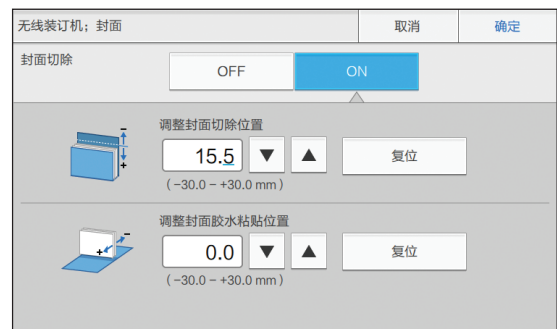 无线装订机；封面 取消 确定
封面切除 OFF ON
调整封面切除位置
15.5 ▼ ▲ 复位
(-30.0 - +30.0 mm)
调整封面胶水粘贴位置
0.0 ▼ ▲ 复位
(-30.0 - +30.0 mm)